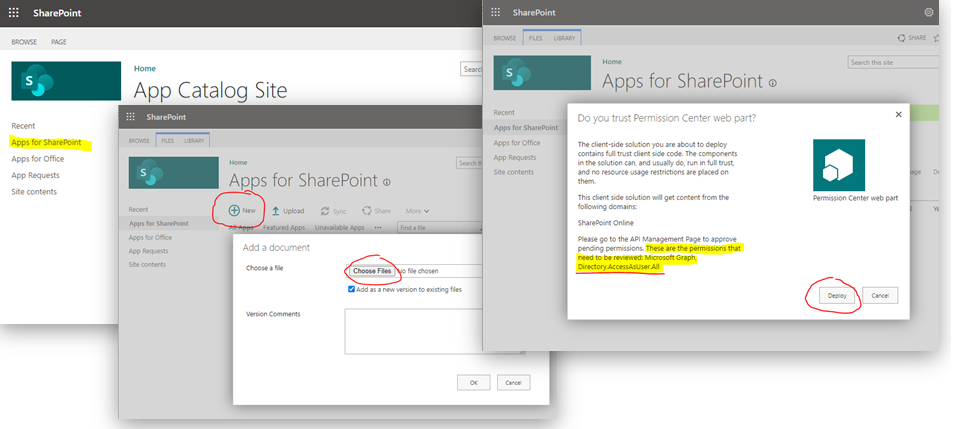 SharePoint
BROWSE PAGE
Home
Search
App Catalog Site
Recent
Apps for SharePoint
Apps for Office
App Requests
Site contents
SharePoint
BROWSE FILES LIBRARY
Home
Search this
Apps for SharePoint
Recent
Apps for SharePoint
Apps for Office
App Requests
Site contents
New Upload Sync Share More
All Apps Featured Apps Unavailable Apps ... Find a file
Add a document
Choose a file
Choose Files No file chosen
Add as a new version to existing files
Version Comments
OK Cancel
SharePoint
BROWSE FILES LIBRARY
SHARE
Home
Search this site
Apps for SharePoint
Recent
Apps for SharePoint
Apps for Office
App Requests
Site contents
Do you trust Permission Center web part?
The client-side solution you are about to deploy
contains full trust client side code. The components
in the solution can, and usually do, run in full trust,
and no resource usage restrictions are placed on
them.
This client side solution will get content from the
following domains:
SharePoint Online
Please go to the API Management Page to approve
pending permissions. These are the permissions that
need to be reviewed: Microsoft Graph,
Directory.AccessAsUser.All
Permission Center web part
Deploy Cancel